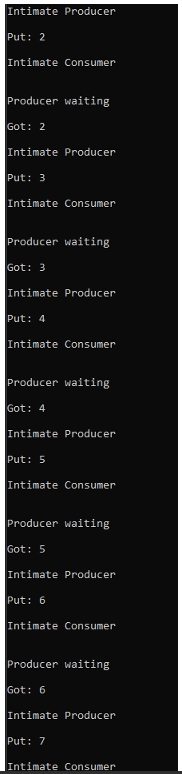 Intimate Producer
Put: 2
Intimate Consumer
Producer waiting
Got: 2
Intimate Producer
Put: 3
Intimate Consumer
Producer waiting
Got: 3
Intimate Producer
Put: 4
Intimate Consumer
Producer waiting
Got: 4
Intimate Producer
Put: 5
Intimate Consumer
Producer waiting
Got: 5
Intimate Producer
Put: 6
Intimate Consumer
Producer waiting
Got: 6
Intimate Producer
Put: 7
Intimate Consumer